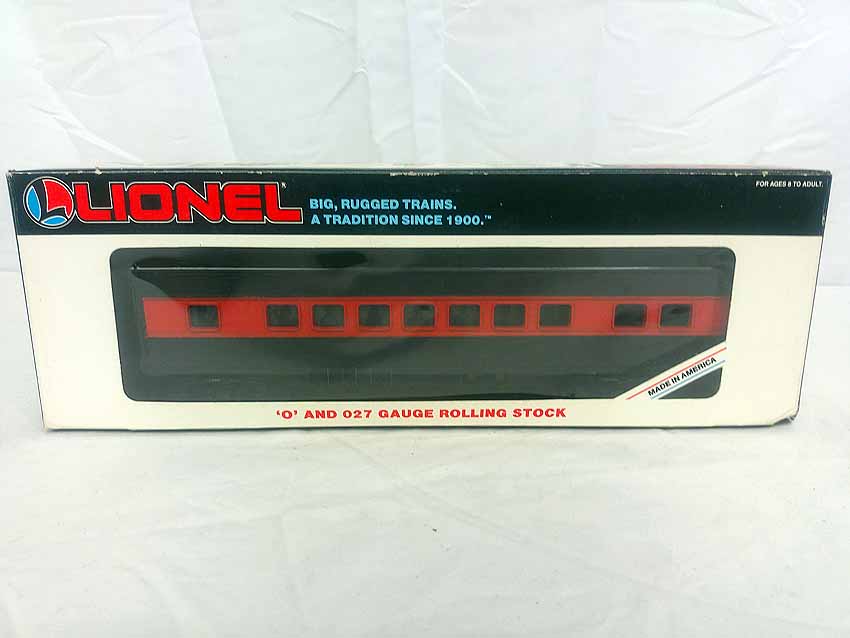 LIONEL®
BIG, RUGGED TRAINS.
A TRADITION SINCE 1900.™
FOR AGES 8 TO ADULT.
MADE IN AMERICA
'O' AND 027 GAUGE ROLLING STOCK